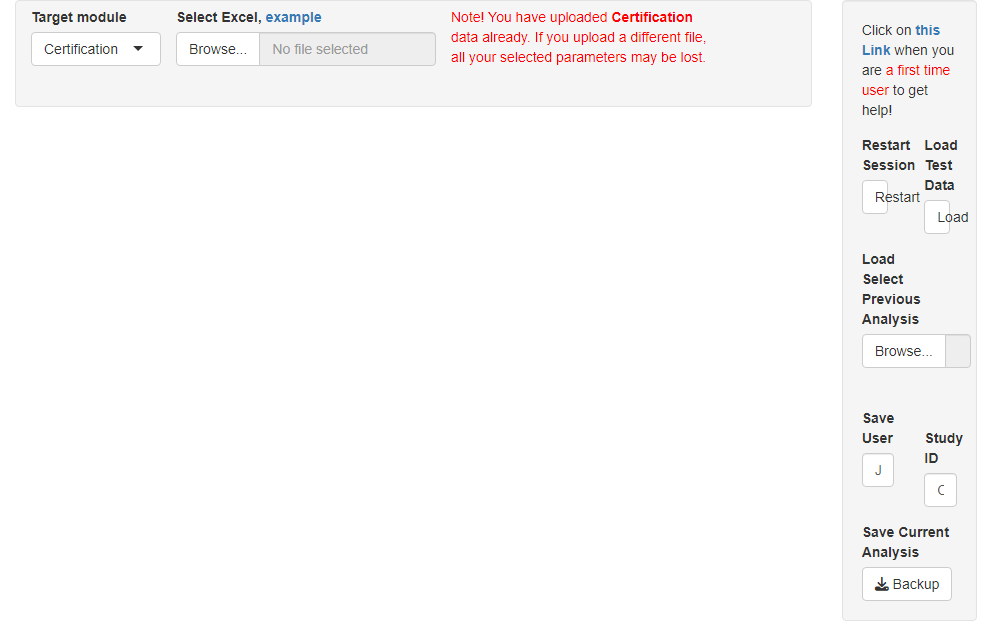 Target module
Certification
Select Excel, example
Browse... No file selected
Note! You have uploaded Certification
data already. If you upload a different file,
all your selected parameters may be lost.
Click on this
Link when you
are a first time
user to get
help!
Restart
Session
Restart
Load
Test
Data
Load
Load
Select
Previous
Analysis
Browse...
Save
User
J
Study
ID
Save Current
Analysis
Backup